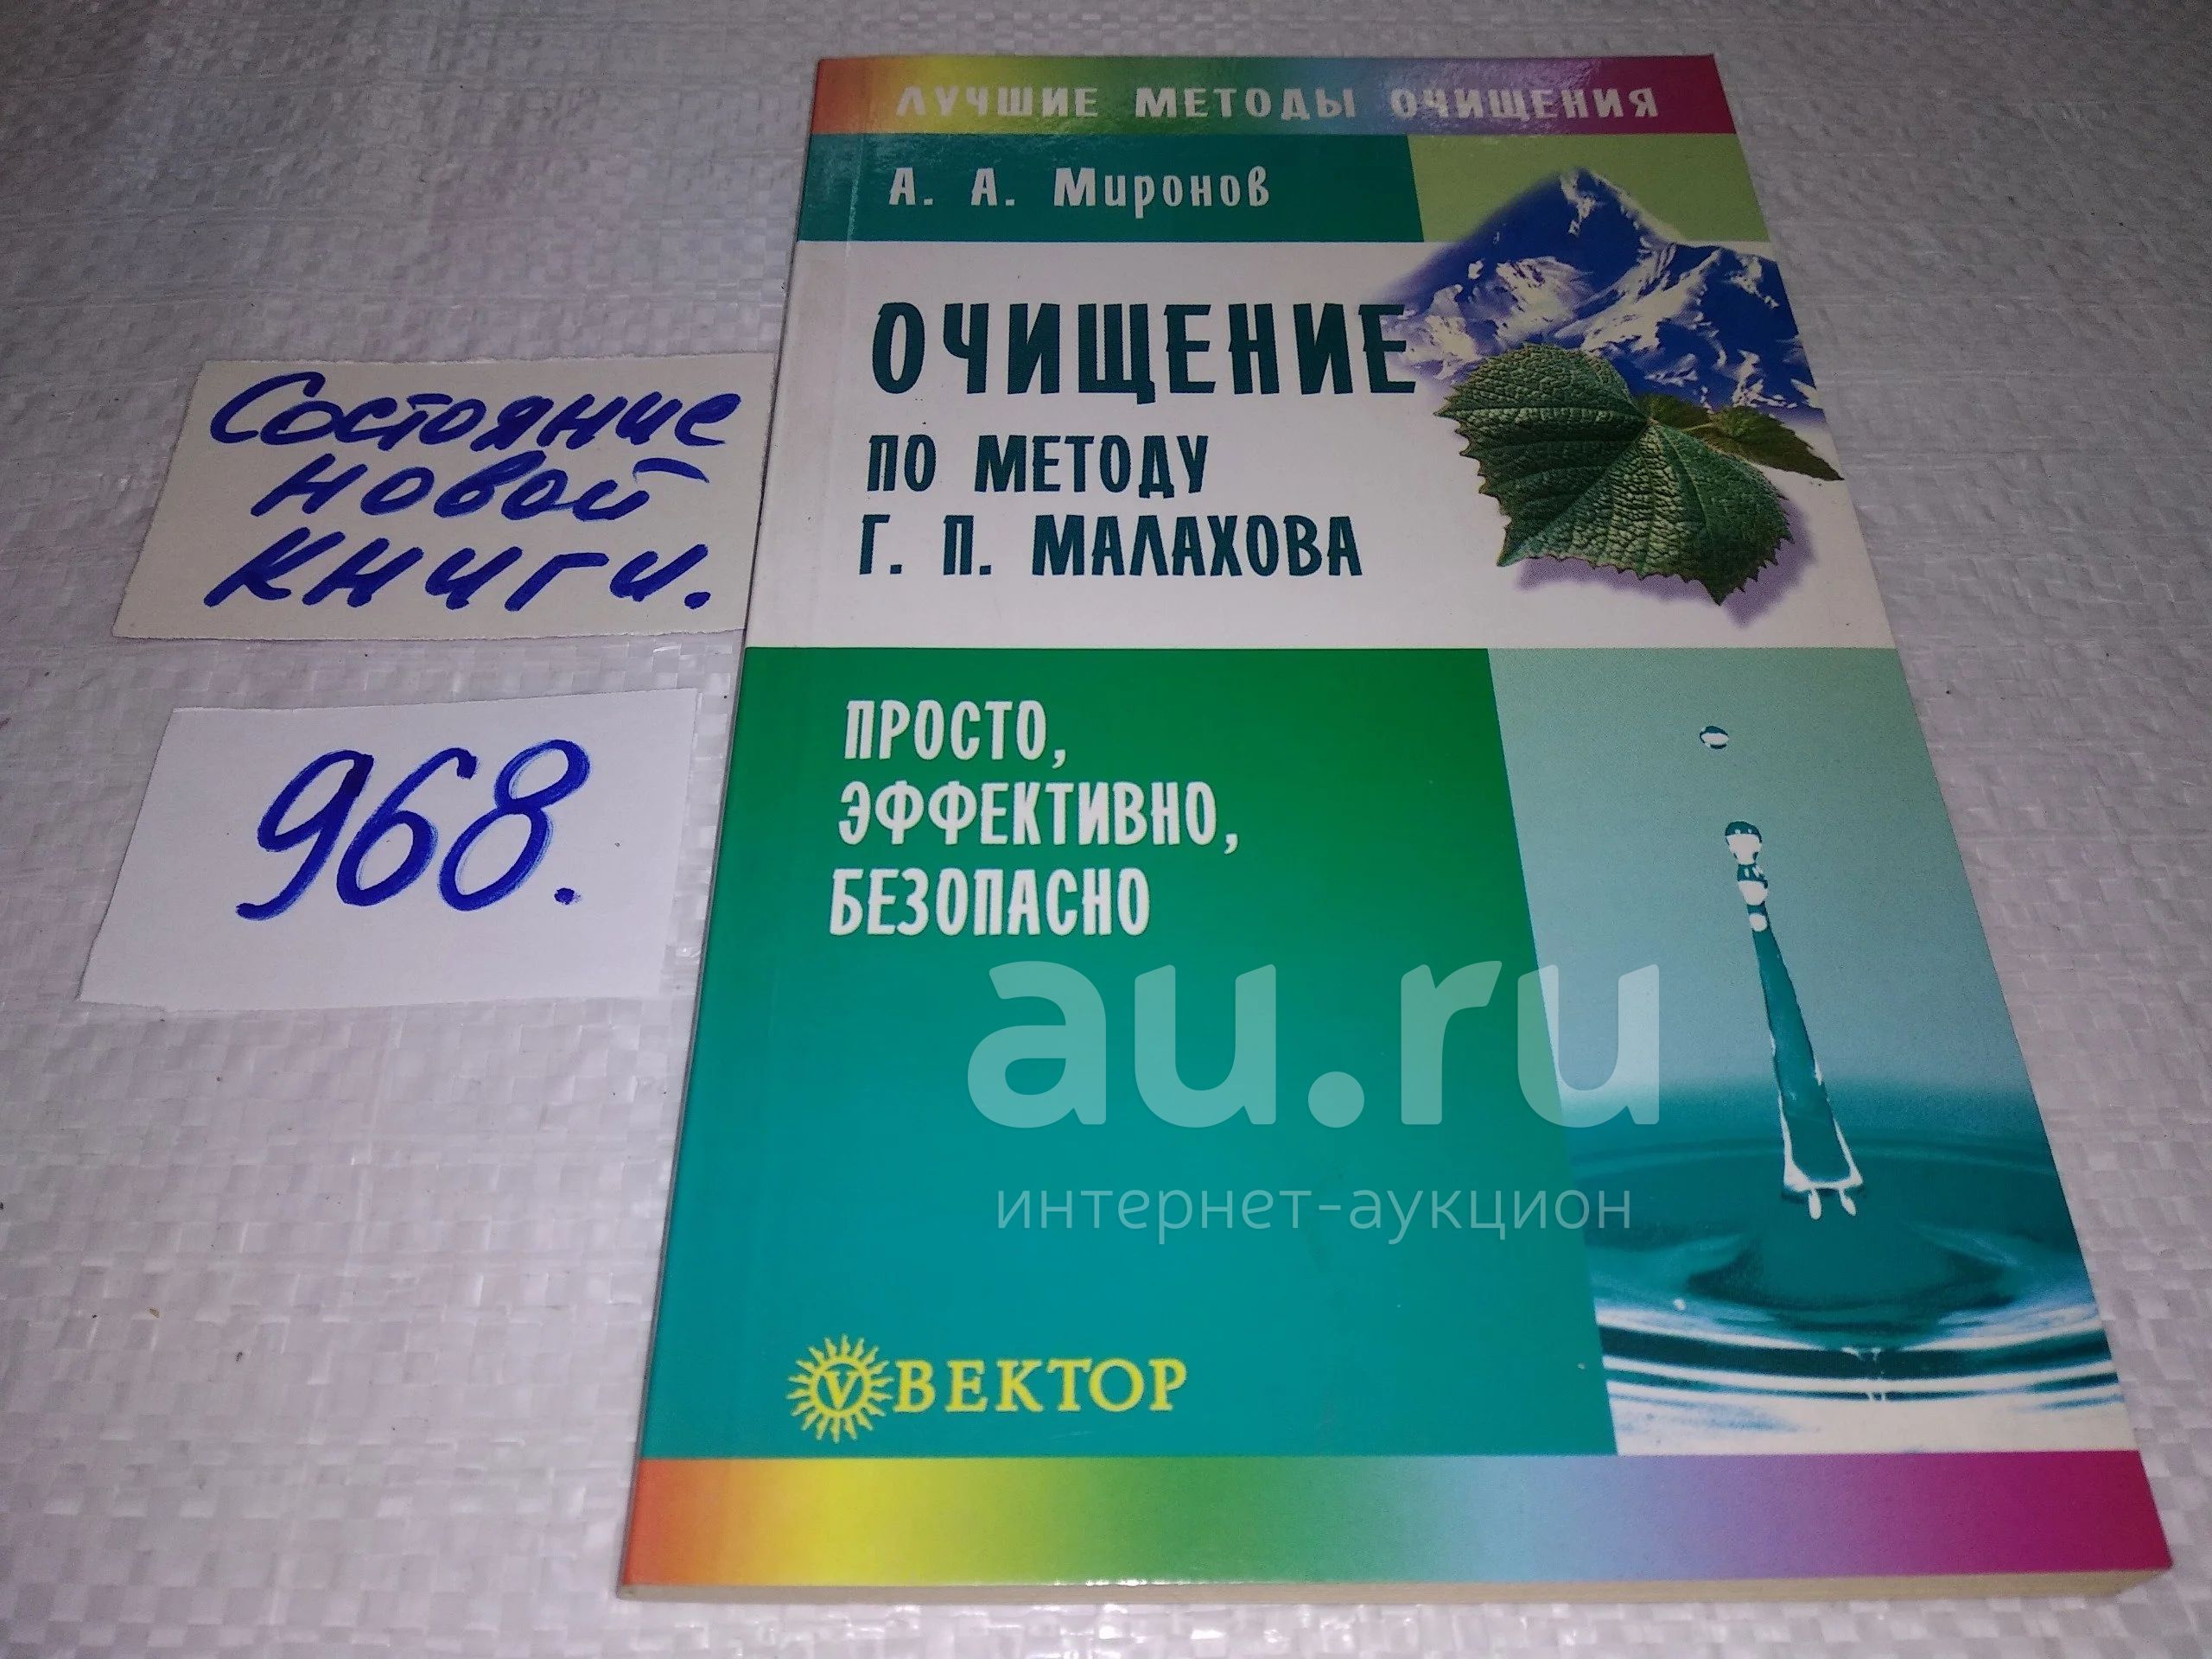 ЛУЧШИЕ МЕТОДЫ ОЧИЩЕНИЯ
А. А. Миронов
ОЧИЩЕНИЕ
ПО МЕТОДУ
Г. П. МАЛАХОВА
ПРОСТО,
ЭФФЕКТИВНО,
БЕЗОПАСНО
V ВЕКТОР
Состояние
новой
книги.
968.
au.ru
интернет-аукцион